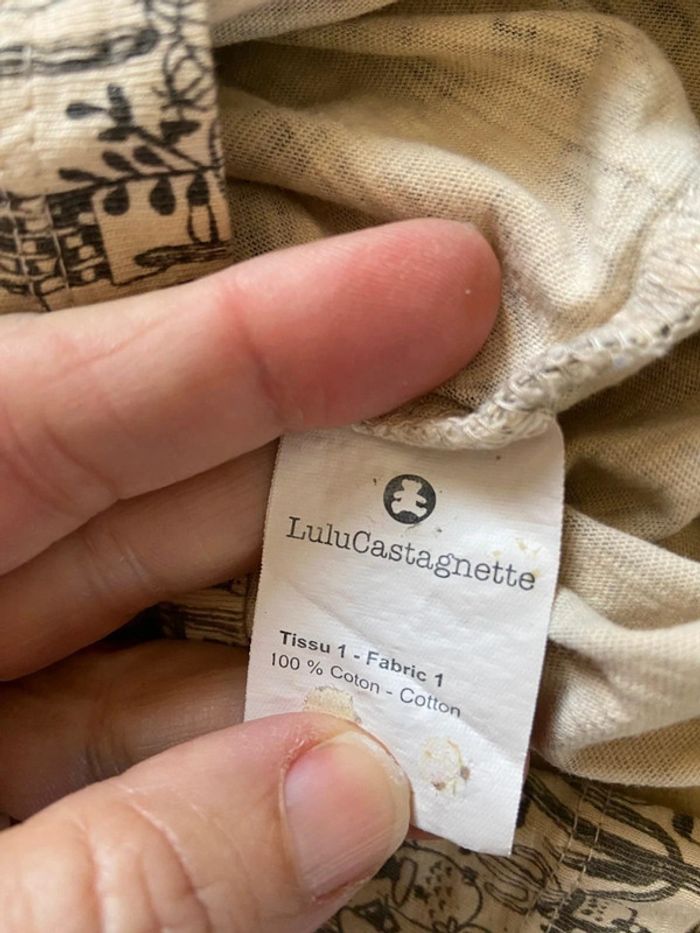 LuluCastagnette
Tissu 1 - Fabric 1
100 % Coton - Cotton